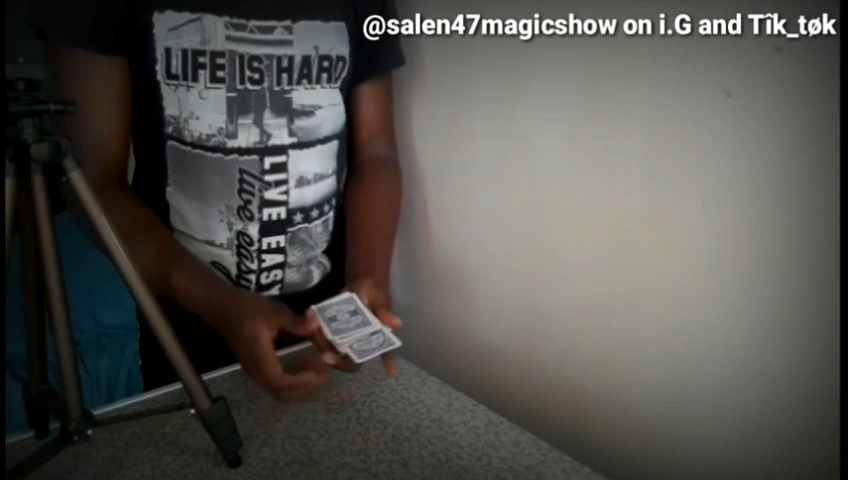 @salen47magicshow on i.G and Tîk_tøk
LIFE IS HARD
LIVE EASY
live easy